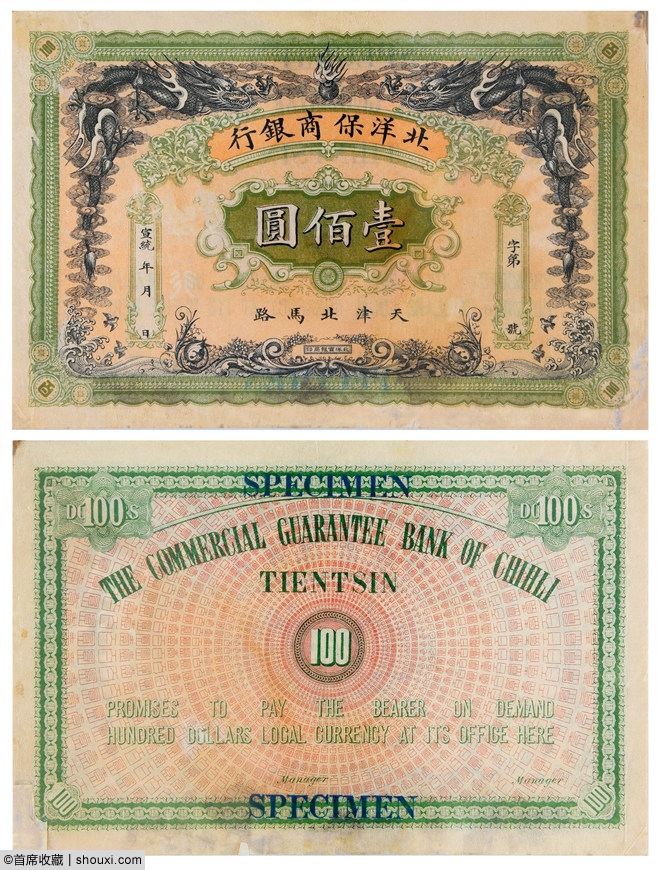 北洋保商銀行
壹佰圓
字第 號
宣統 年 月 日
天津北馬路
SPECIMEN
100 100
THE COMMERCIAL GUARANTEE BANK OF CHIHLI
TIENTSIN
100
PROMISES TO PAY THE BEARER ON DEMAND
HUNDRED DOLLARS LOCAL CURRENCY AT ITS OFFICE HERE
Manager Manager
100 SPECIMEN 100
©首席收藏 | shouxi.com